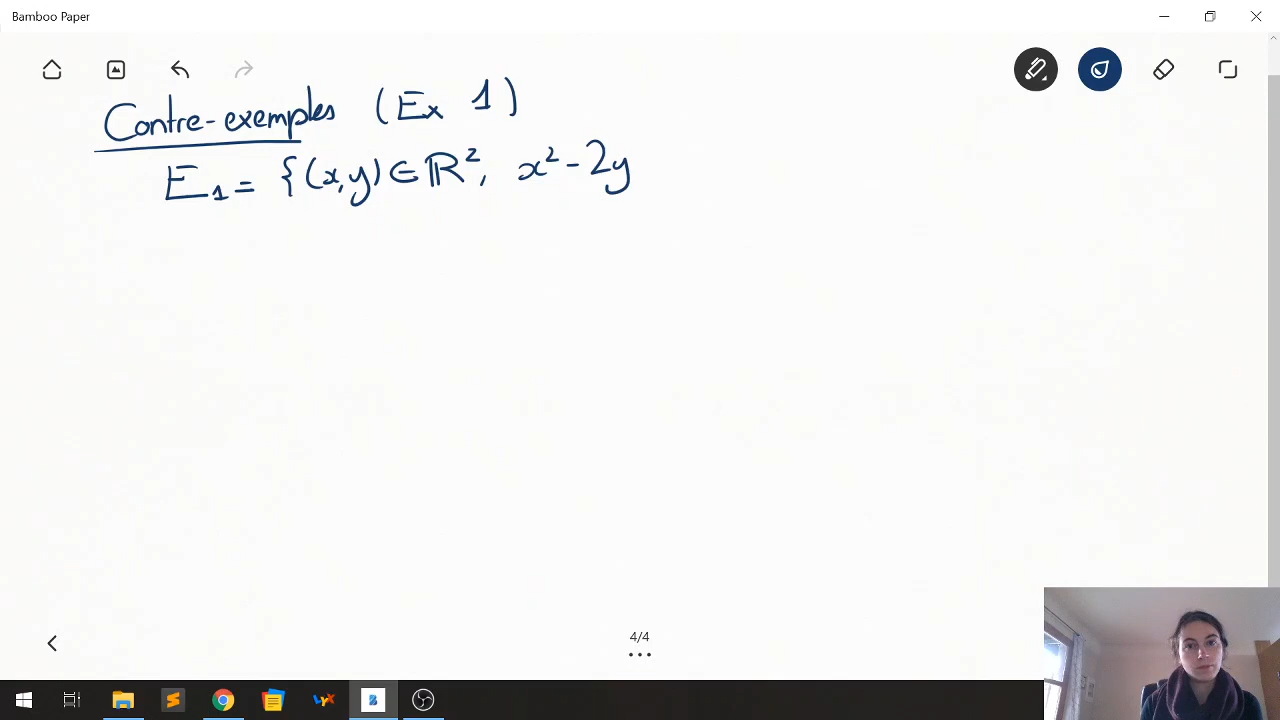 Bamboo Paper
Contre-exemples (Ex 1)
E₁ = {(x,y) ∈ ℝ², x² - 2y
4/4